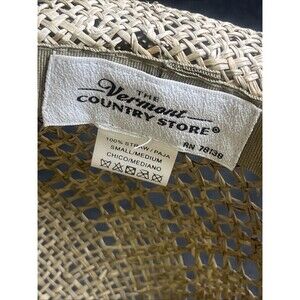 THE
Vermont
COUNTRY STORE®
RN 78138
100% STRAW/PAJA
SMALL/MEDIUM
CHICO/MEDIANO